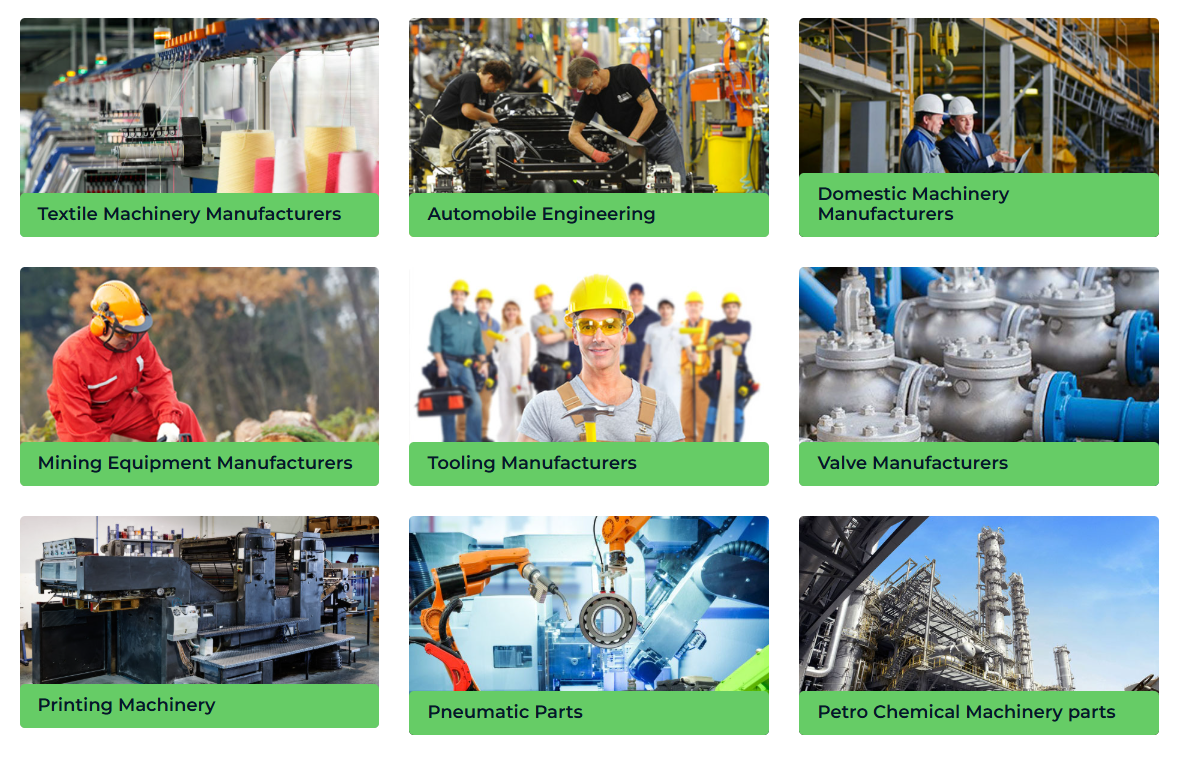 Textile Machinery Manufacturers
Automobile Engineering
Domestic Machinery
Manufacturers
Mining Equipment Manufacturers
Tooling Manufacturers
Valve Manufacturers
Printing Machinery
Pneumatic Parts
Petro Chemical Machinery parts